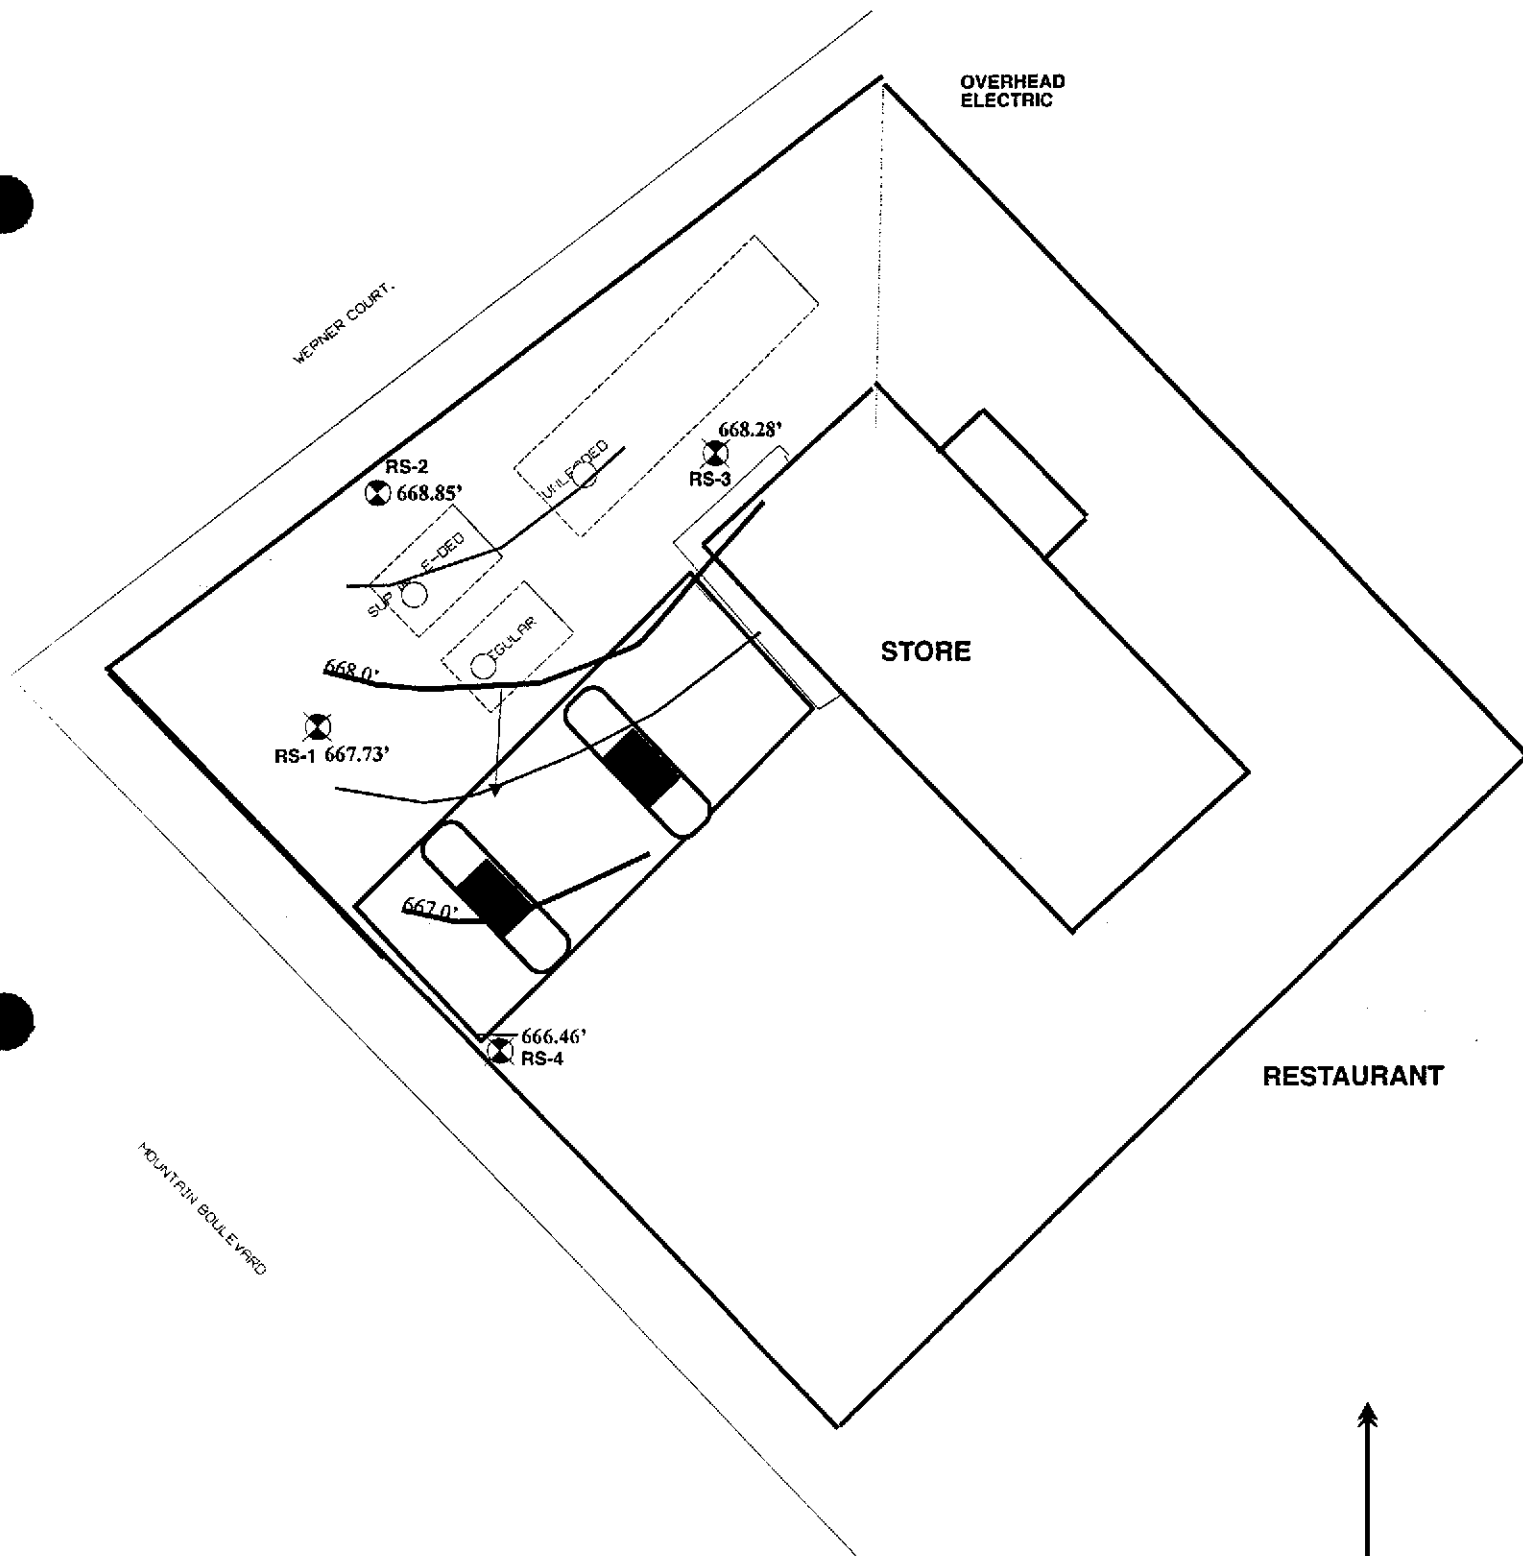 OVERHEAD
ELECTRIC
WERNER COURT.
668.28'
RS-3
RS-2
668.85'
668.0'
STORE
RS-1 667.73'
667.0'
666.46'
RS-4
RESTAURANT
MOUNTAIN BOULEVARD